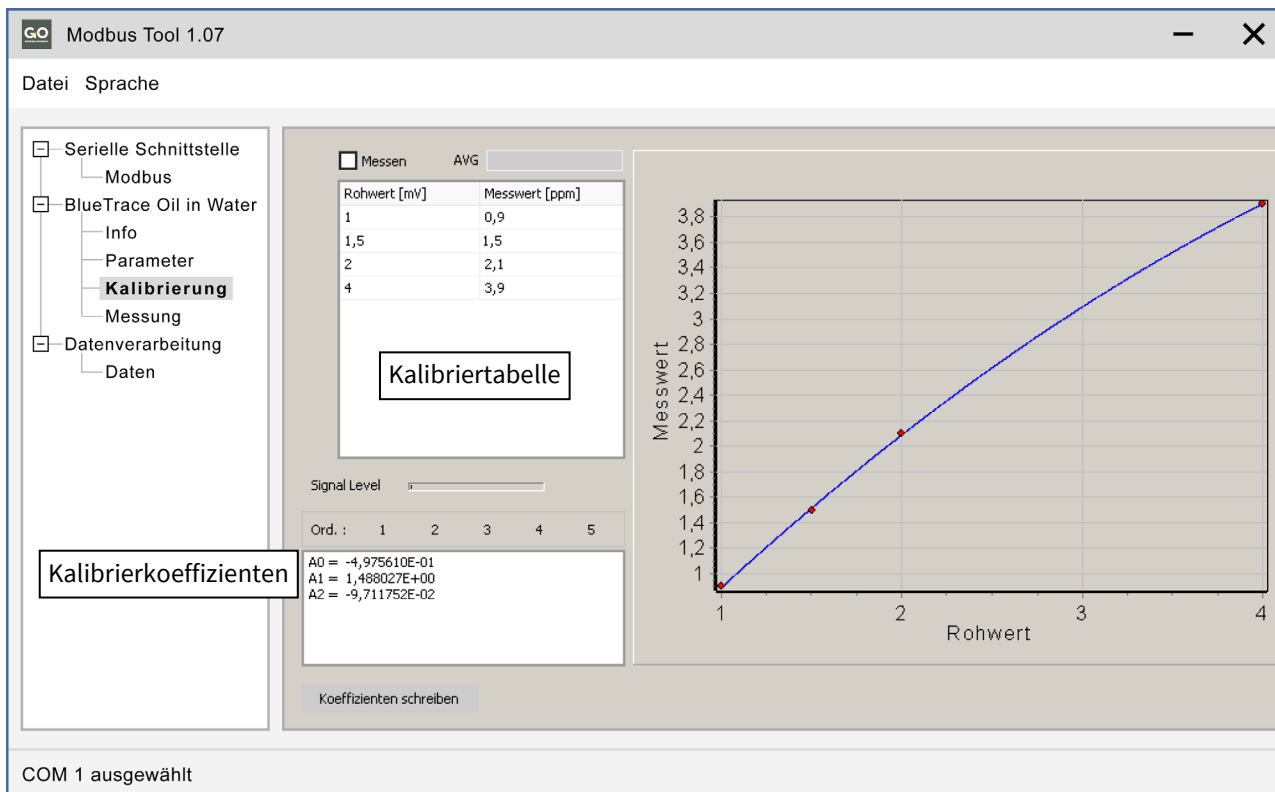 GO Modbus Tool 1.07
Datei Sprache
Serielle Schnittstelle
Modbus
BlueTrace Oil in Water
Info
Parameter
Kalibrierung
Messung
Datenverarbeitung
Daten
Messen AVG
Rohwert [mV] Messwert [ppm]
1 0,9
1,5 1,5
2 2,1
4 3,9
Kalibriertabelle
Signal Level
Ord. : 1 2 3 4 5
Kalibrierkoeffizienten
A0 = -4,975610E-01
A1 = 1,488027E+00
A2 = -9,711752E-02
Koeffizienten schreiben
3,8
3,6
3,4
3,2
3
2,8
2,6
2,4
2,2
2
1,8
1,6
1,4
1,2
1
Messwert
1 2 3 4
Rohwert
COM 1 ausgewählt